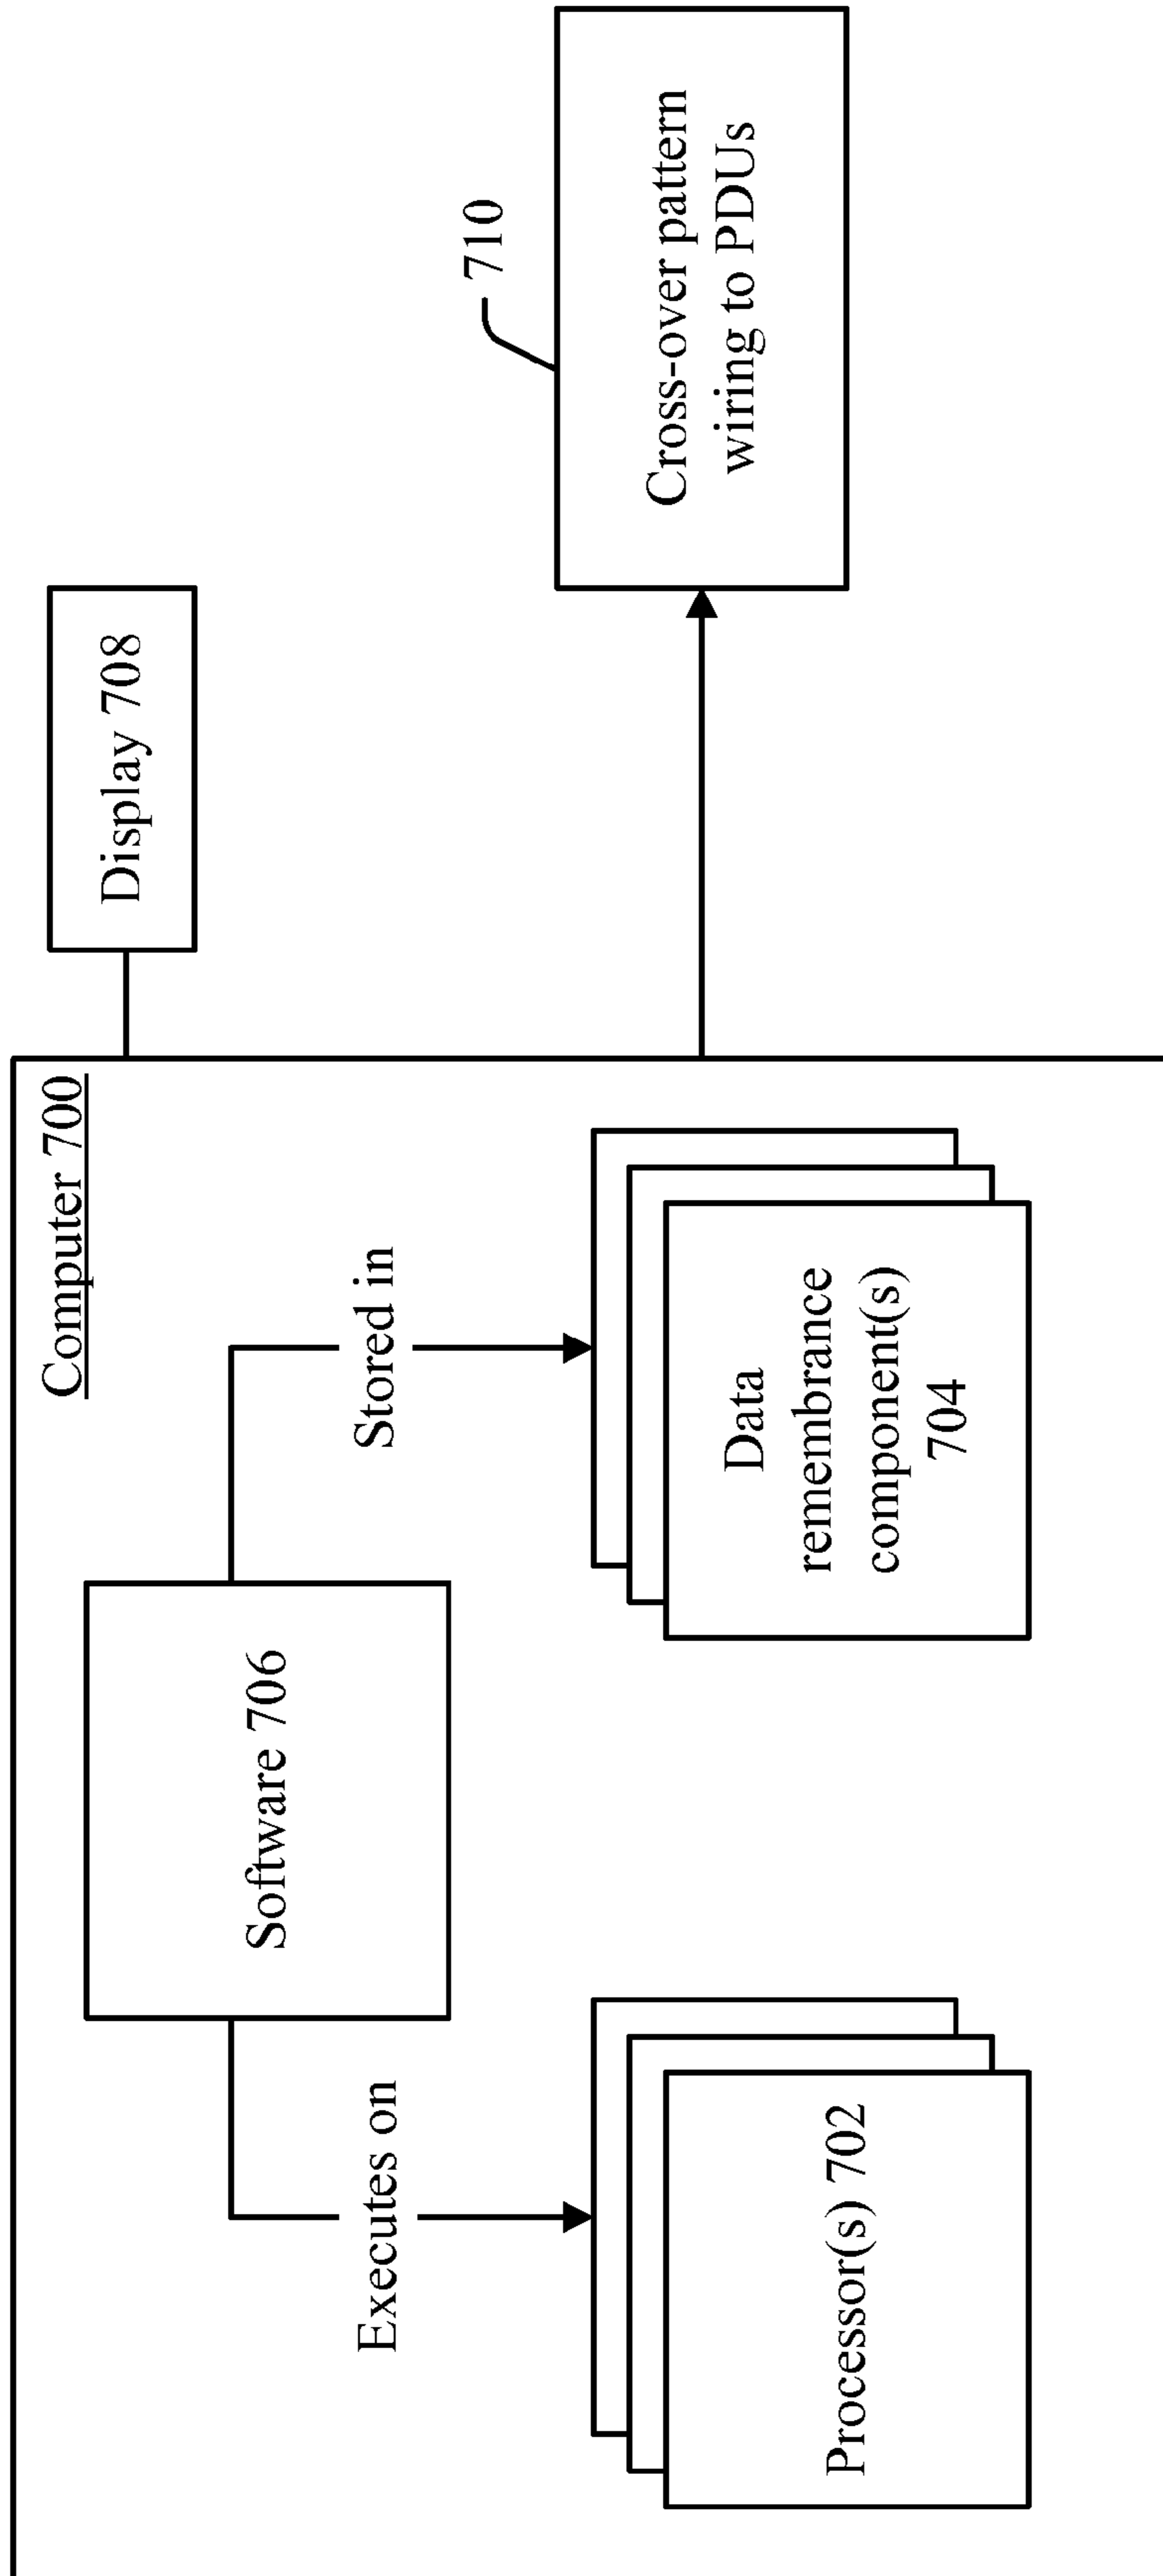 Computer 700
Software 706
Executes on
Stored in
Processor(s) 702
Data
remembrance
component(s)
704
Display 708
710
Cross-over pattern
wiring to PDUs